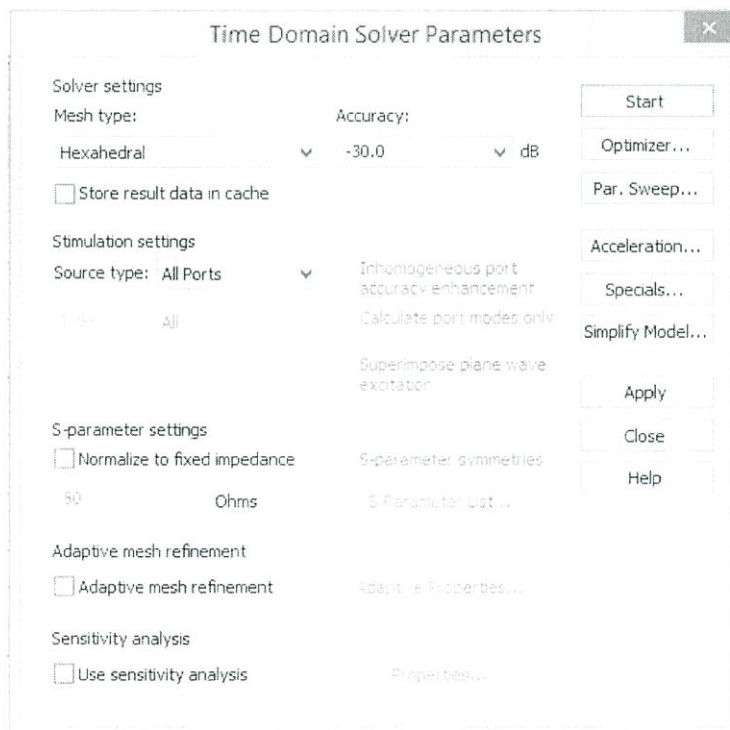 Time Domain Solver Parameters
Solver settings
Mesh type:
Accuracy:
Hexahedral
-30.0
dB
Store result data in cache
Stimulation settings
Source type: All Ports
Inhomogeneous port
accuracy enhancement
Mode:
All
Calculate port modes only
Superimpose plane wave
excitation
S-parameter settings
Normalize to fixed impedance
S-parameter symmetries
50
Ohms
S-Parameter List...
Adaptive mesh refinement
Adaptive mesh refinement
Adaptive Properties...
Sensitivity analysis
Use sensitivity analysis
Properties...
Start
Optimizer...
Par. Sweep...
Acceleration...
Specials...
Simplify Model...
Apply
Close
Help